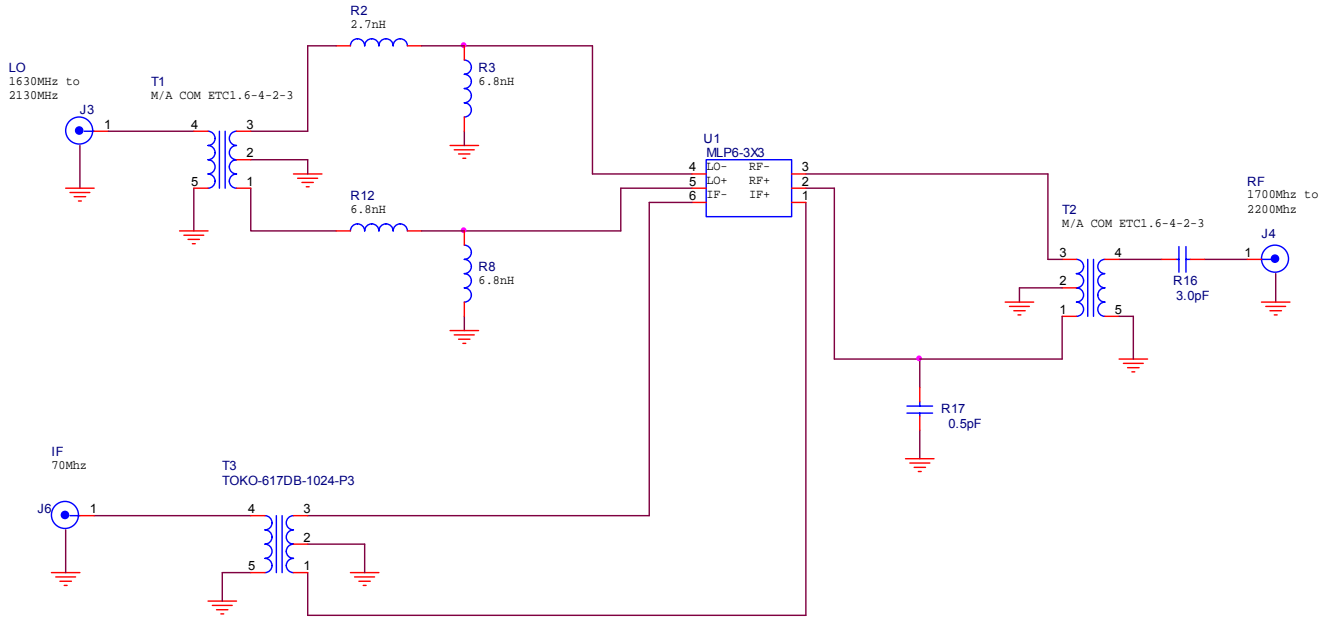 R2
2.7nH
LO
1630MHz to
2130MHz
J3
1
T1
M/A COM ETC1.6-4-2-3
4
5
3
2
1
R3
6.8nH
R12
6.8nH
R8
6.8nH
U1
MLP6-3X3
4 LO- RF- 3
5 LO+ RF+ 2
6 IF- IF+ 1
T2
M/A COM ETC1.6-4-2-3
3
2
1
4
5
R16
3.0pF
RF
1700Mhz to
2200Mhz
J4
1
R17
0.5pF
IF
70Mhz
J6
1
T3
TOKO-617DB-1024-P3
4
5
3
2
1